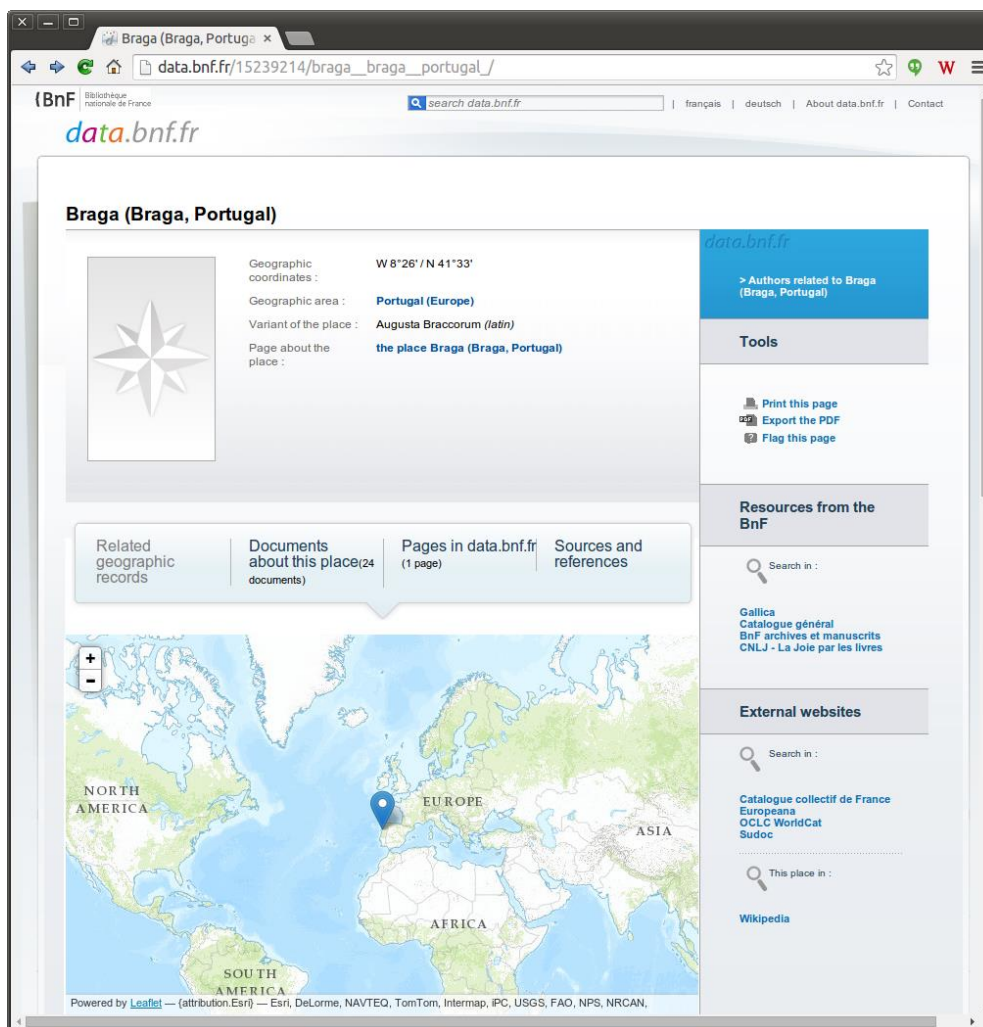 Braga (Braga, Portuga
data.bnf.fr/15239214/braga__braga__portugal_/
W
{BnF Bibliothèque
nationale de France
search data.bnf.fr
| français | deutsch | About data.bnf.fr | Contact
data.bnf.fr
Braga (Braga, Portugal)
Geographic
coordinates :
W 8°26' / N 41°33'
Geographic area :
Portugal (Europe)
Variant of the place :
Augusta Braccorum (latin)
Page about the
place :
the place Braga (Braga, Portugal)
data.bnf.fr
> Authors related to Braga
(Braga, Portugal)
Tools
Print this page
PDF
Export the PDF
?
Flag this page
Resources from the
BnF
Search in :
Gallica
Catalogue général
BnF archives et manuscrits
CNLJ - La Joie par les livres
External websites
Search in :
Catalogue collectif de France
Europeana
OCLC WorldCat
Sudoc
This place in :
Wikipedia
Related
geographic
records
Documents
about this place(24
documents)
Pages in data.bnf.fr
(1 page)
Sources and
references
+
−
NORTH
AMERICA
EUROPE
ASIA
AFRICA
SOUTH
AMERICA
Powered by Leaflet — {attribution.Esri} — Esri, DeLorme, NAVTEQ, TomTom, Intermap, iPC, USGS, FAO, NPS, NRCAN,